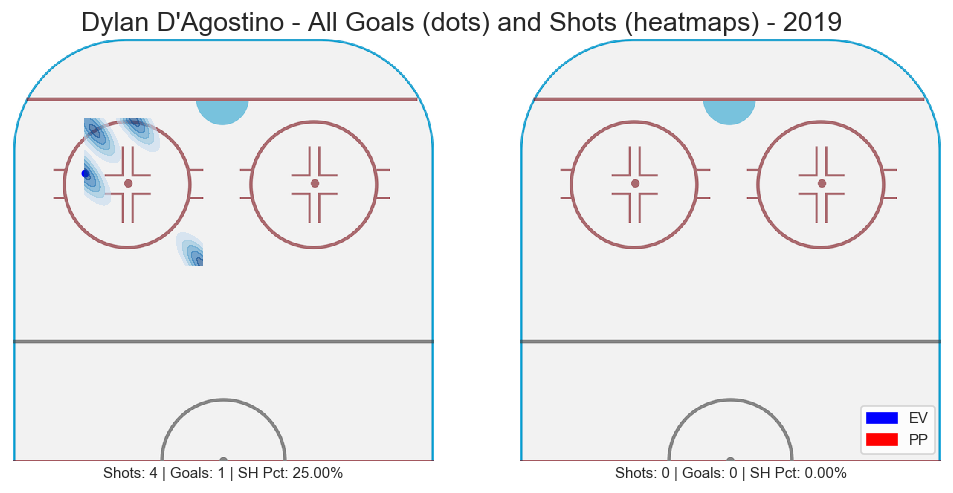 Dylan D'Agostino - All Goals (dots) and Shots (heatmaps) - 2019
EV
PP
Shots: 4 | Goals: 1 | SH Pct: 25.00%
Shots: 0 | Goals: 0 | SH Pct: 0.00%